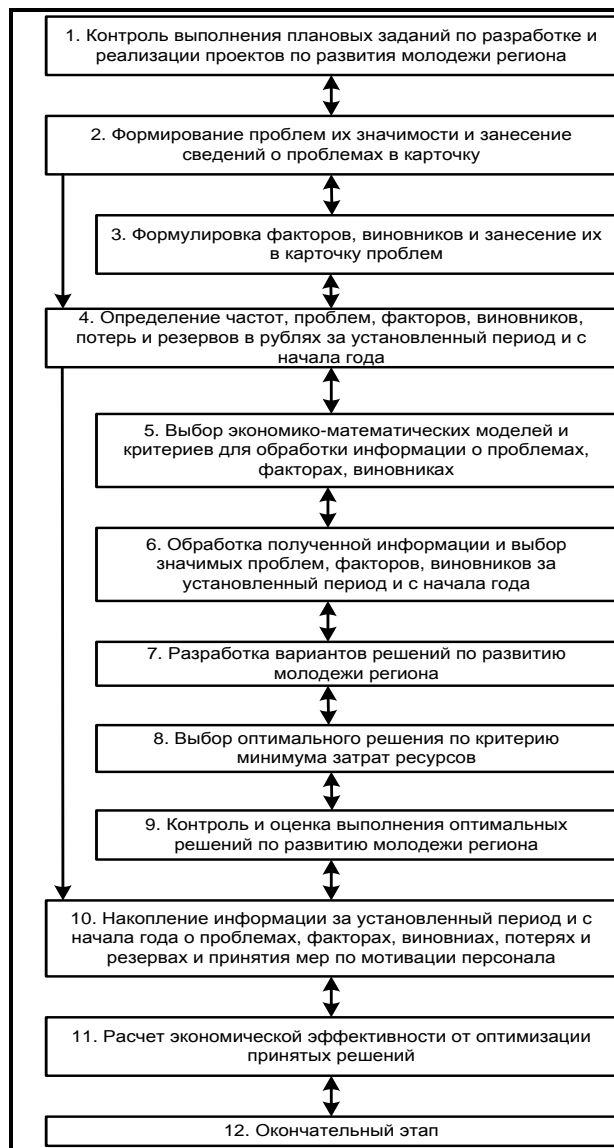 1. Контроль выполнения плановых заданий по разработке и
реализации проектов по развития молодежи региона
2. Формирование проблем их значимости и занесение
сведений о проблемах в карточку
3. Формулировка факторов, виновников и занесение их
в карточку проблем
4. Определение частот, проблем, факторов, виновников,
потерь и резервов в рублях за установленный период и с
начала года
5. Выбор экономико-математических моделей и
критериев для обработки информации о проблемах,
факторах, виновниках
6. Обработка полученной информации и выбор
значимых проблем, факторов, виновников за
установленный период и с начала года
7. Разработка вариантов решений по развитию
молодежи региона
8. Выбор оптимального решения по критерию
минимума затрат ресурсов
9. Контроль и оценка выполнения оптимальных
решений по развитию молодежи региона
10. Накопление информации за установленный период и с
начала года о проблемах, факторах, виновниах, потерях и
резервах и принятия мер по мотивации персонала
11. Расчет экономической эффективности от оптимизации
принятых решений
12. Окончательный этап